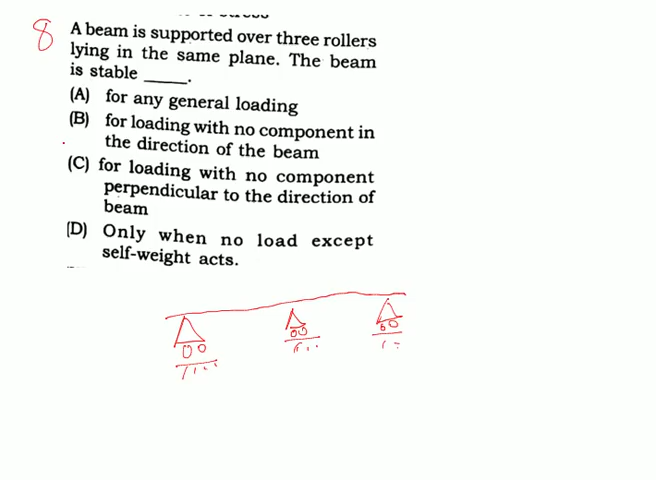 8
A beam is supported over three rollers
lying in the same plane. The beam
is stable _____.
(A) for any general loading
(B) for loading with no component in
the direction of the beam
(C) for loading with no component
perpendicular to the direction of
beam
(D) Only when no load except
self-weight acts.